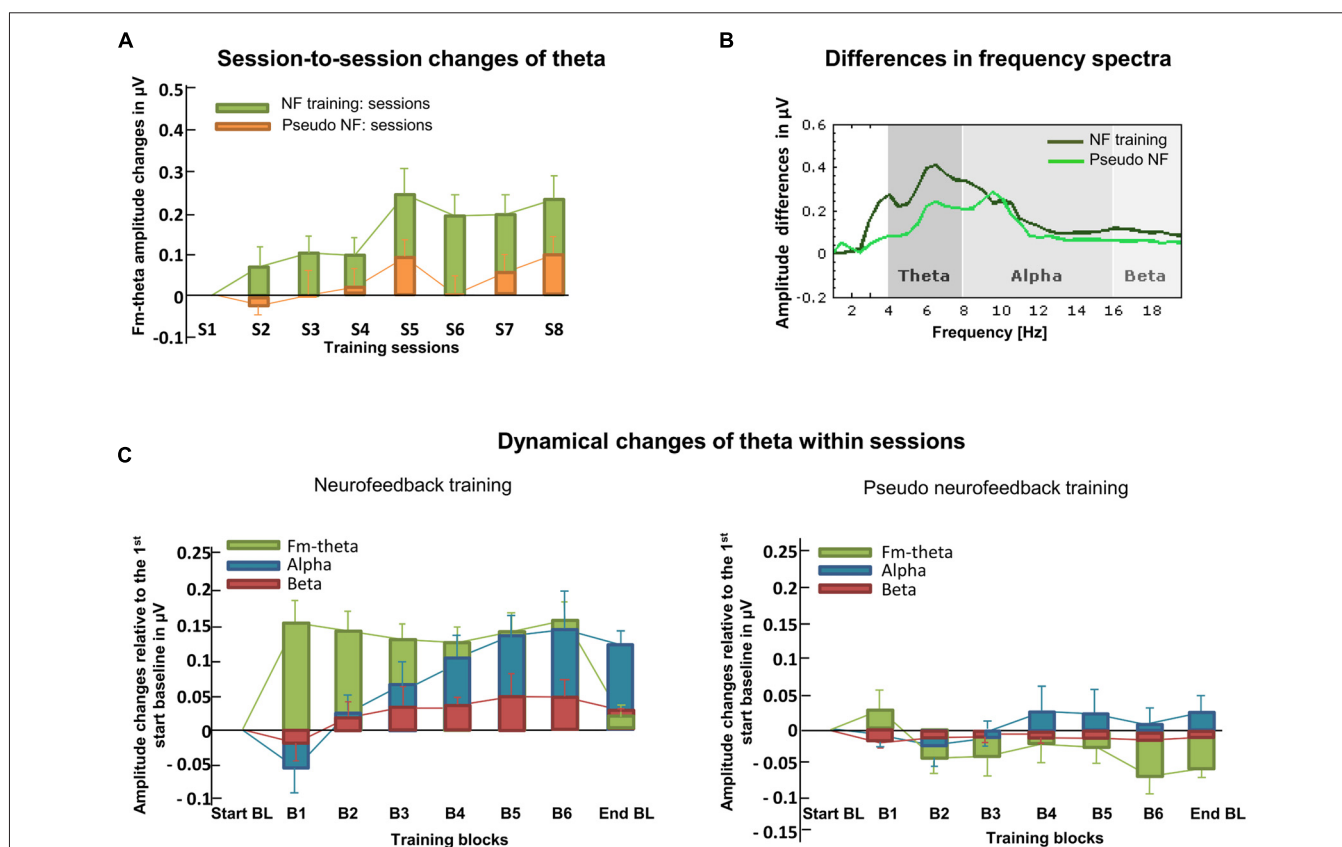 A
Session-to-session changes of theta
Fm-theta amplitude changes in µV
0.5
0.4
0.3
0.2
0.1
0
-0.1
NF training: sessions
Pseudo NF: sessions
S1 S2 S3 S4 S5 S6 S7 S8
Training sessions
B
Differences in frequency spectra
Amplitude differences in µV
0.6
0.4
0.2
0
-0.2
NF training
Pseudo NF
Theta Alpha Beta
2 4 6 8 10 12 14 16 18
Frequency [Hz]
Dynamical changes of theta within sessions
C
Neurofeedback training
Amplitude changes relative to the 1st
start baseline in µV
0.25
0.2
0.15
0.1
0.05
0
- 0.05
- 0.1
Fm-theta
Alpha
Beta
Start BL B1 B2 B3 B4 B5 B6 End BL
Training blocks
Pseudo neurofeedback training
Amplitude changes relative to the 1st
start baseline in µV
0.25
0.2
0.15
0.1
0.05
0
- 0.05
- 0.1
- 0.15
Fm-theta
Alpha
Beta
Start BL B1 B2 B3 B4 B5 B6 End BL
Training blocks